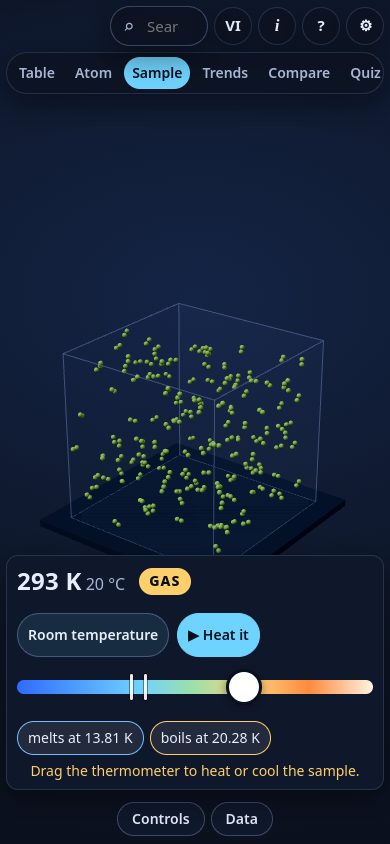 Sear
VI
i
?
Table Atom Sample Trends Compare Quiz
293 K 20 °C GAS
Room temperature ▶ Heat it
melts at 13.81 K boils at 20.28 K
Drag the thermometer to heat or cool the sample.
Controls Data